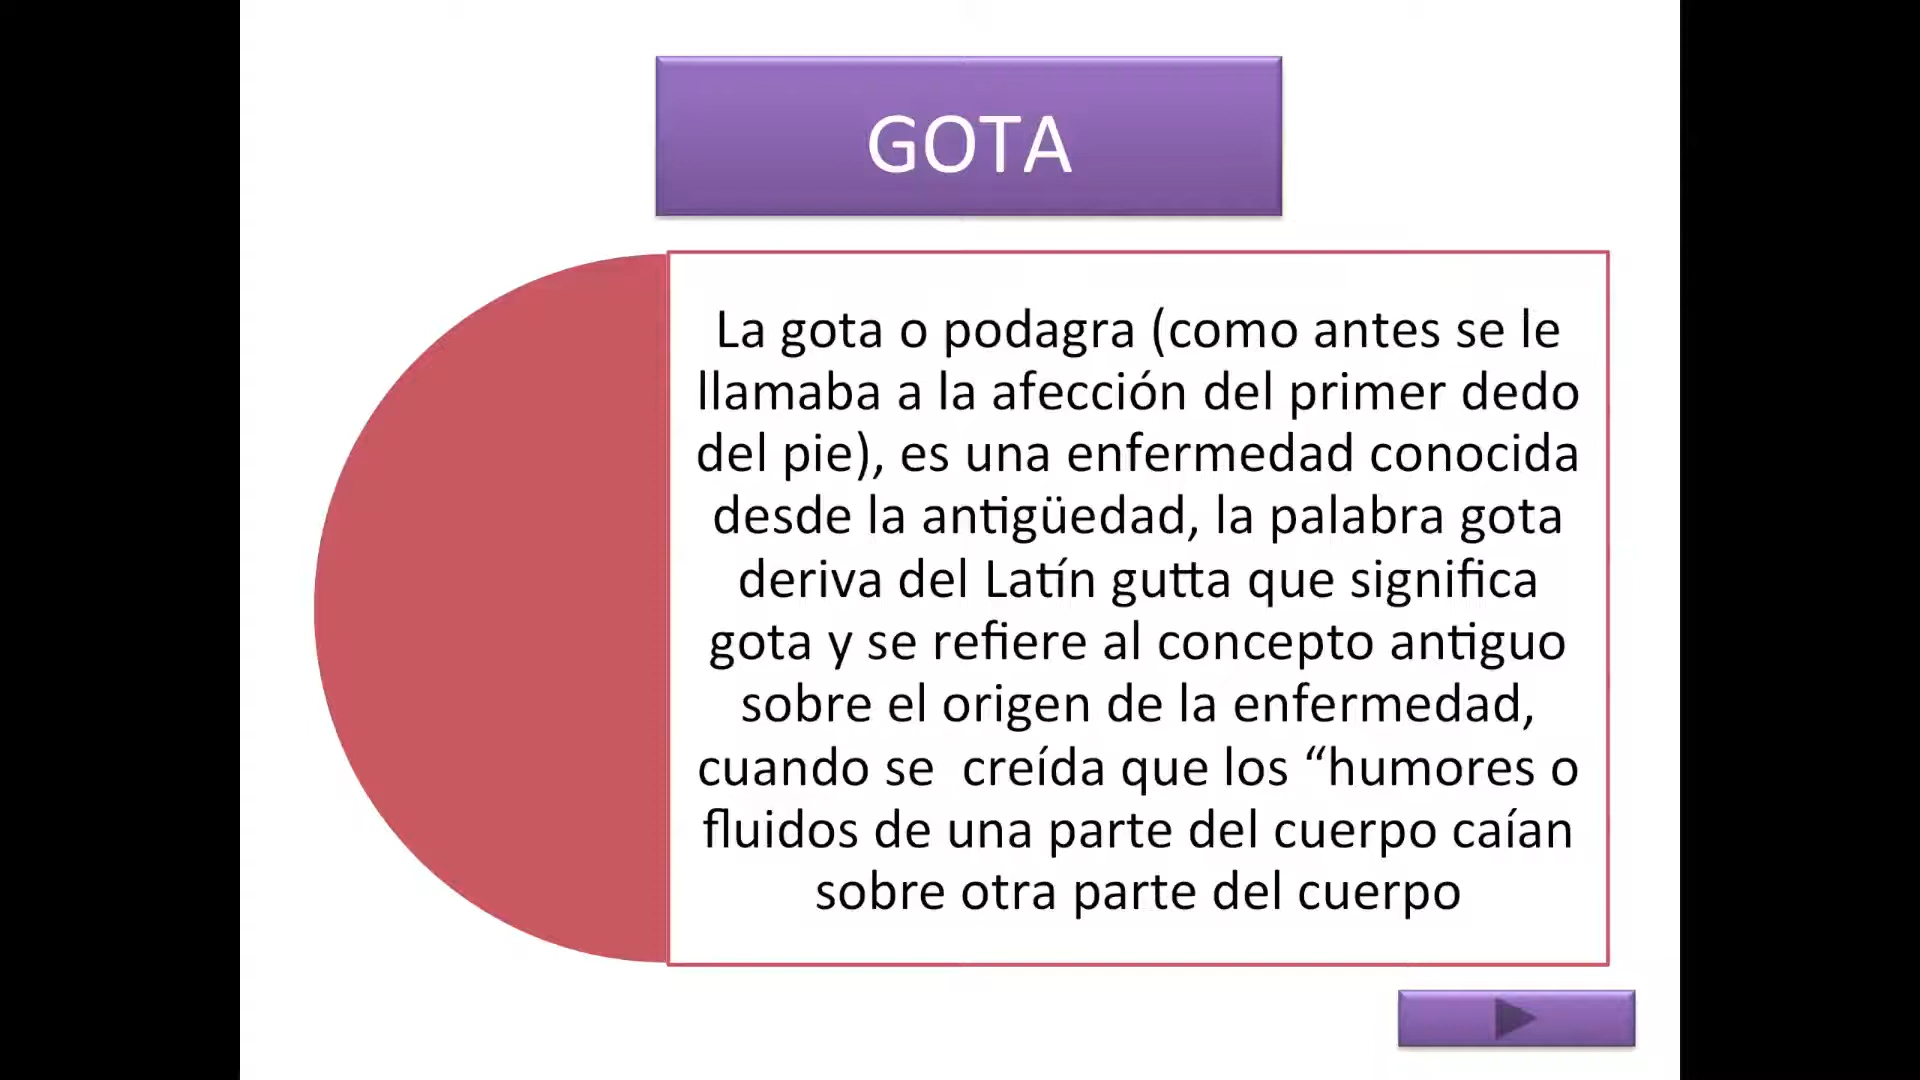 GOTA
La gota o podagra (como antes se le
llamaba a la afección del primer dedo
del pie), es una enfermedad conocida
desde la antigüedad, la palabra gota
deriva del Latín gutta que significa
gota y se refiere al concepto antiguo
sobre el origen de la enfermedad,
cuando se  creída que los “humores o
fluidos de una parte del cuerpo caían
sobre otra parte del cuerpo